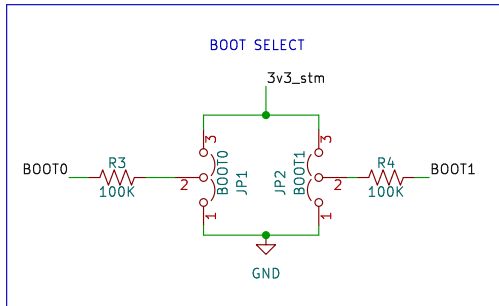 BOOT SELECT
3v3_stm
3
3
BOOT0
R3
100K
2
BOOT0
JP1
JP2
BOOT1
2
R4
100K
BOOT1
1
1
GND